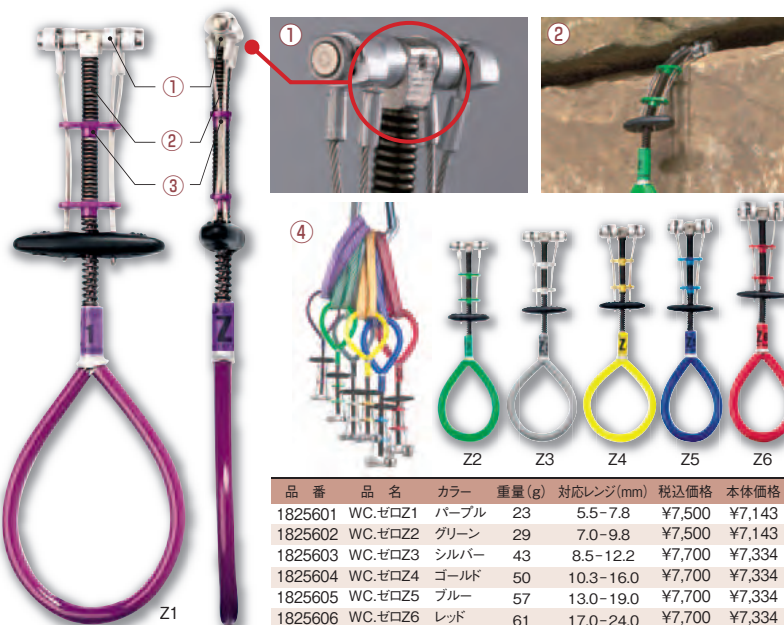 ①
②
③
1
Z
Z1
①
②
④
Z
Z
Z2
Z3
Z4
Z5
Z6
品 番 品 名 カラー 重量(g) 対応レンジ(mm) 税込価格 本体価格
1825601 WC.ゼロZ1 パープル 23 5.5-7.8 ¥7,500 ¥7,143
1825602 WC.ゼロZ2 グリーン 29 7.0-9.8 ¥7,500 ¥7,143
1825603 WC.ゼロZ3 シルバー 43 8.5-12.2 ¥7,700 ¥7,334
1825604 WC.ゼロZ4 ゴールド 50 10.3-16.0 ¥7,700 ¥7,334
1825605 WC.ゼロZ5 ブルー 57 13.0-19.0 ¥7,700 ¥7,334
1825606 WC.ゼロZ6 レッド 61 17.0-24.0 ¥7,700 ¥7,334